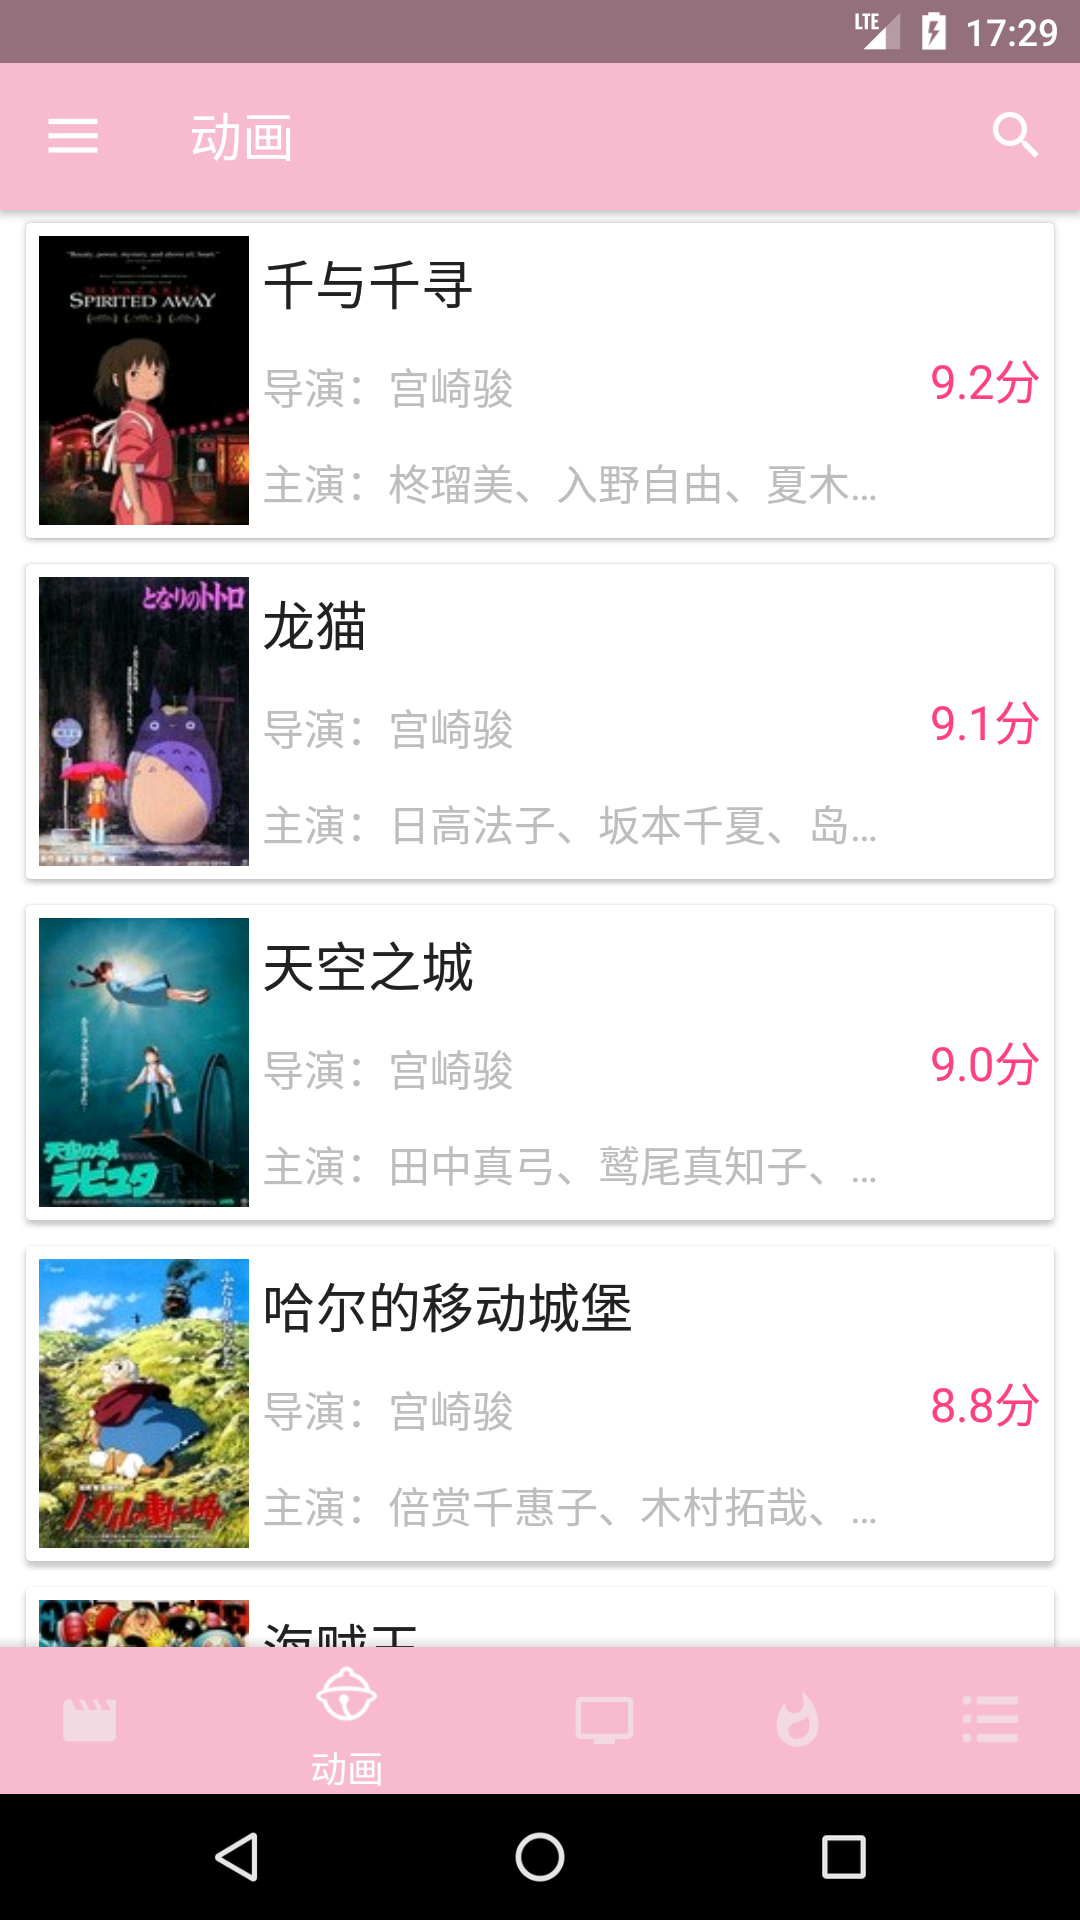 LTE 17:29
动画
SPIRITED AWAY
千与千寻
导演：宫崎骏
9.2分
主演：柊瑠美、入野自由、夏木...
となりのトトロ
龙猫
导演：宫崎骏
9.1分
主演：日高法子、坂本千夏、岛...
天空之城
导演：宫崎骏
9.0分
主演：田中真弓、鹫尾真知子、...
天空の城
ラピュタ
哈尔的移动城堡
导演：宫崎骏
8.8分
主演：倍赏千惠子、木村拓哉、...
海贼王
动画